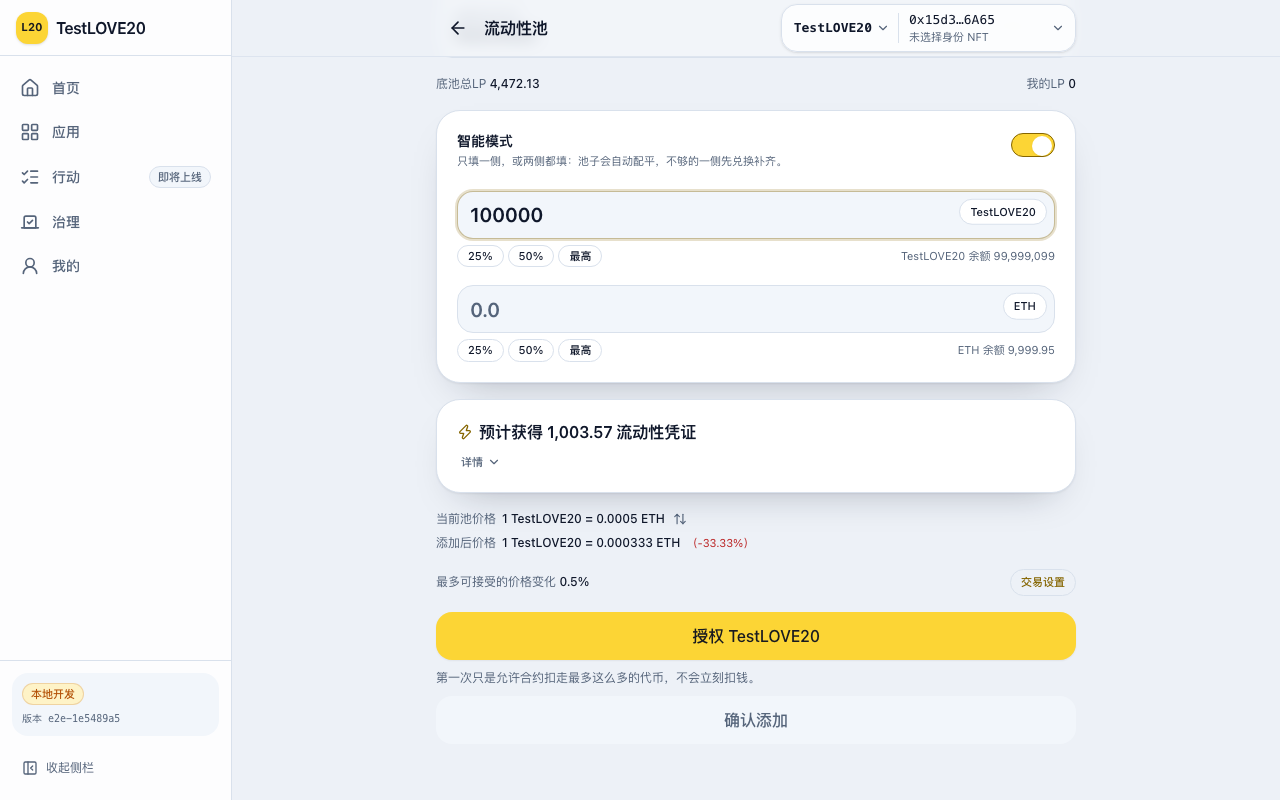 L20 TestLOVE20
首页
应用
行动 即将上线
治理
我的
本地开发
版本 e2e-1e5489a5
收起侧栏
流动性池
TestLOVE20 0x15d3…6A65
未选择身份 NFT
底池总LP 4,472.13 我的LP 0
智能模式
只填一侧，或两侧都填：池子会自动配平，不够的一侧先兑换补齐。
100000 TestLOVE20
25% 50% 最高 TestLOVE20 余额 99,999,099
0.0 ETH
25% 50% 最高 ETH 余额 9,999.95
预计获得 1,003.57 流动性凭证
详情
当前池价格 1 TestLOVE20 = 0.0005 ETH
添加后价格 1 TestLOVE20 = 0.000333 ETH (-33.33%)
最多可接受的价格变化 0.5% 交易设置
授权 TestLOVE20
第一次只是允许合约扣走最多这么多的代币，不会立刻扣钱。
确认添加